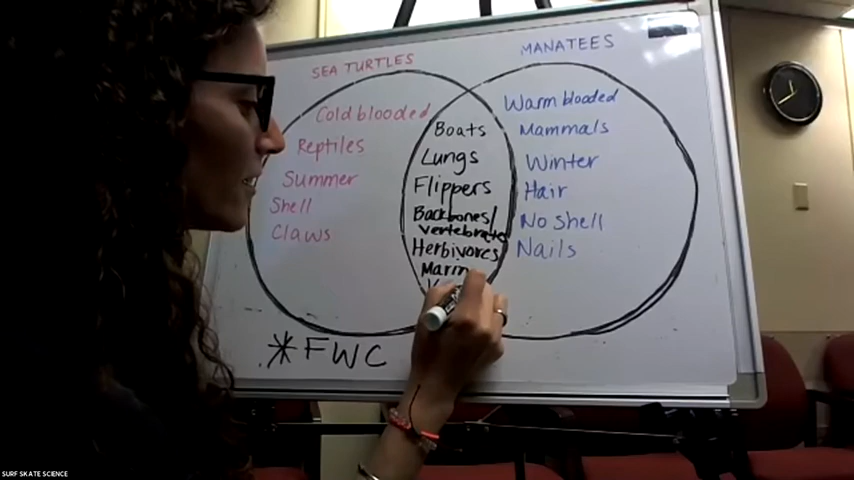 SEA TURTLES
MANATEES
Cold blooded
Reptiles
Summer
Shell
Claws
Boats
Lungs
Flippers
Backbones/
vertebrates
Herbivores
Warm blooded
Mammals
Winter
Hair
No Shell
Nails
*FWC
SURF SKATE SCIENCE